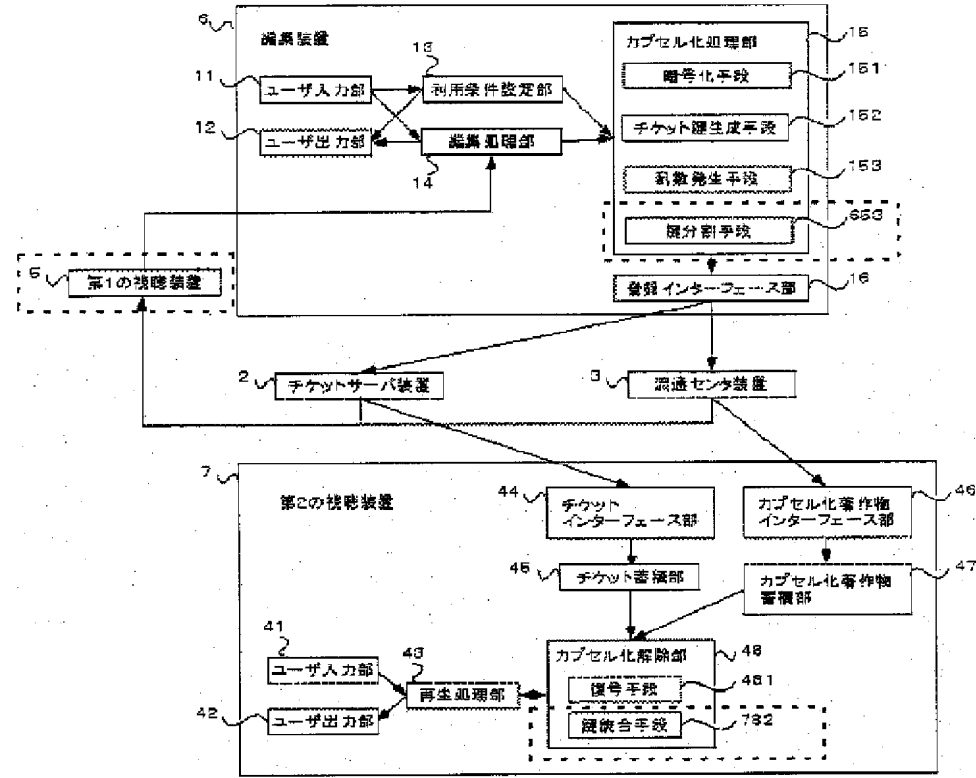 6
編集装置
11
ユーザ入力部
12
ユーザ出力部
13
利用条件設定部
編集処理部
14
15
カプセル化処理部
暗号化手段
151
チケット鍵生成手段
152
乱数発生手段
153
鍵分割手段
653
5
第1の視聴装置
登録インターフェース部
16
2
チケットサーバ装置
3
流通センタ装置
7
第2の視聴装置
44
チケット
インターフェース部
46
カプセル化著作物
インターフェース部
45
チケット蓄積部
47
カプセル化著作物
蓄積部
41
ユーザ入力部
42
ユーザ出力部
43
再生処理部
48
カプセル化解除部
復号手段
481
鍵統合手段
782